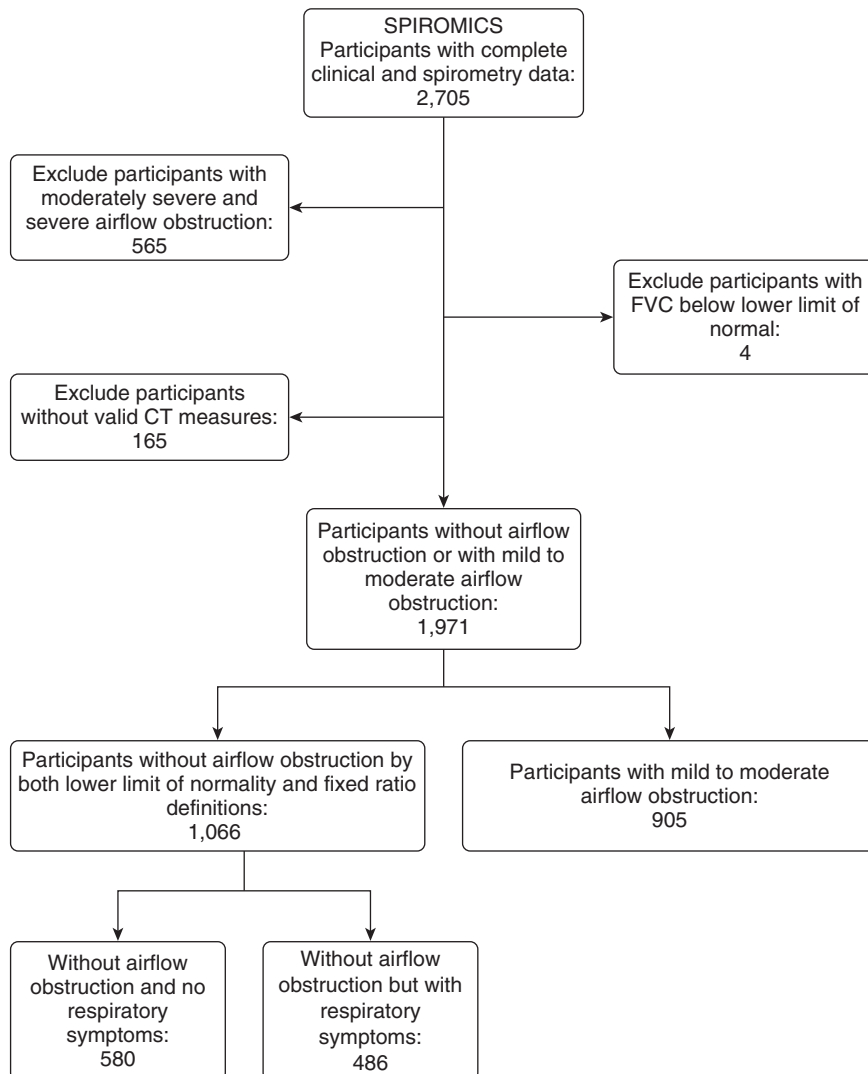 SPIROMICS
Participants with complete
clinical and spirometry data:
2,705
Exclude participants with
moderately severe and
severe airflow obstruction:
565
Exclude participants with
FVC below lower limit of
normal:
4
Exclude participants
without valid CT measures:
165
Participants without airflow
obstruction or with mild to
moderate airflow
obstruction:
1,971
Participants without airflow obstruction by
both lower limit of normality and fixed ratio
definitions:
1,066
Participants with mild to moderate
airflow obstruction:
905
Without airflow
obstruction and no
respiratory
symptoms:
580
Without airflow
obstruction but with
respiratory
symptoms:
486